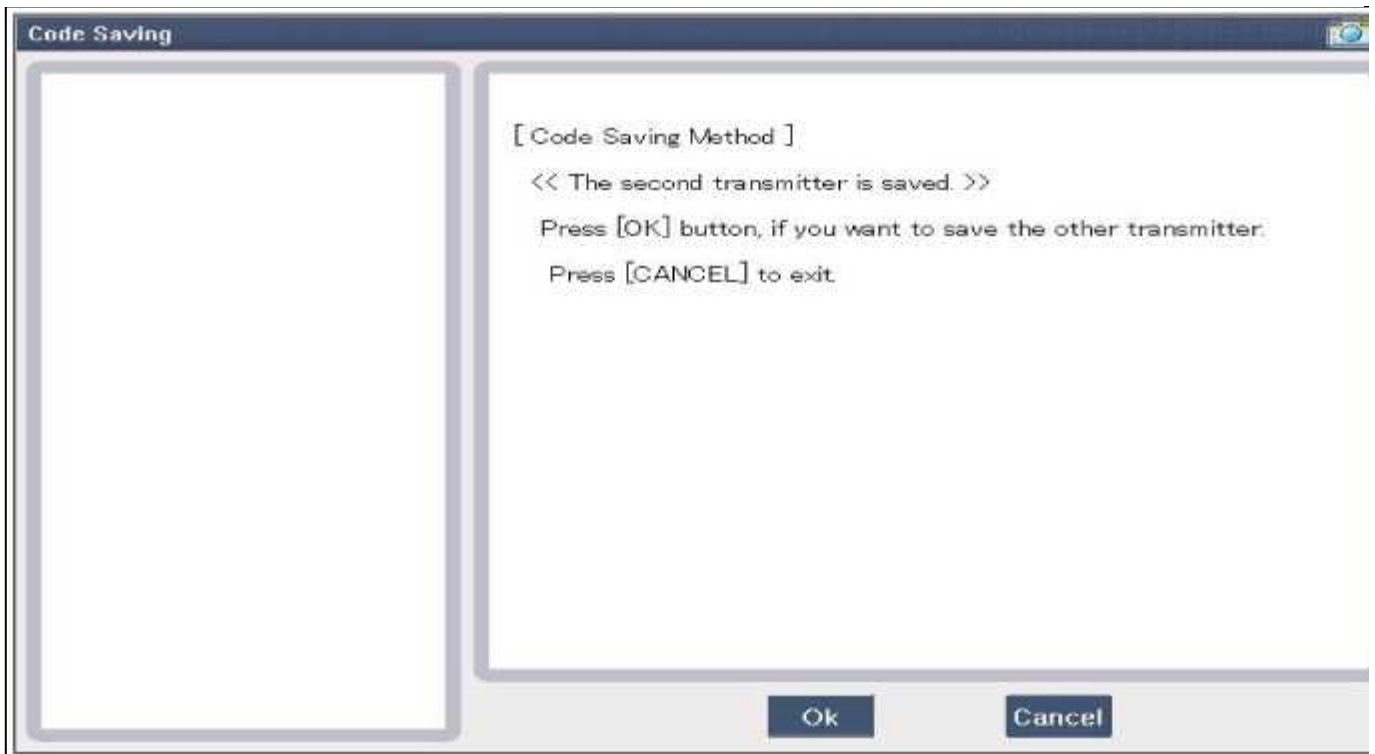 Code Saving
[ Code Saving Method ]
<< The second transmitter is saved. >>
Press [OK] button, if you want to save the other transmitter.
Press [CANCEL] to exit.
Ok
Cancel